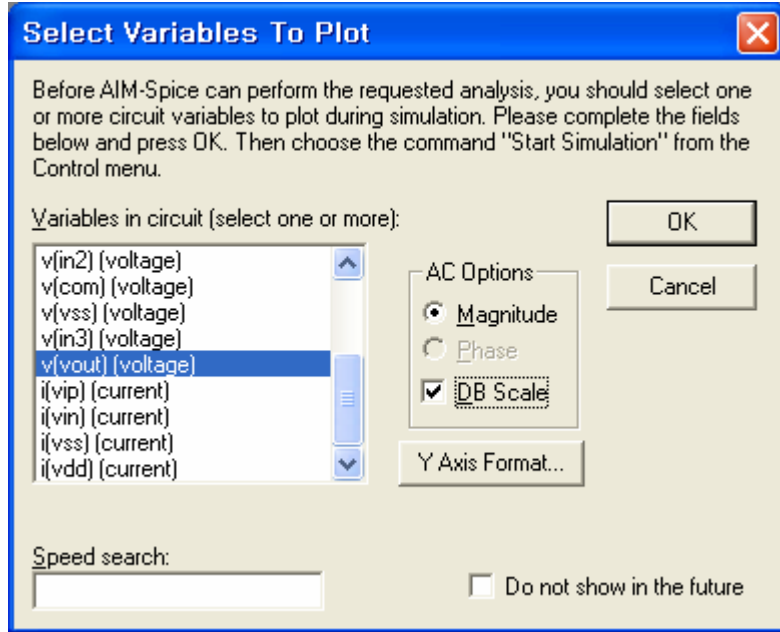 Select Variables To Plot
Before AIM-Spice can perform the requested analysis, you should select one
or more circuit variables to plot during simulation. Please complete the fields
below and press OK. Then choose the command "Start Simulation" from the
Control menu.
Variables in circuit (select one or more):
v(in2) (voltage)
v(com) (voltage)
v(vss) (voltage)
v(in3) (voltage)
v(vout) (voltage)
i(vip) (current)
i(vin) (current)
i(vss) (current)
i(vdd) (current)
AC Options
Magnitude
Phase
DB Scale
Y Axis Format...
OK
Cancel
Speed search:
Do not show in the future